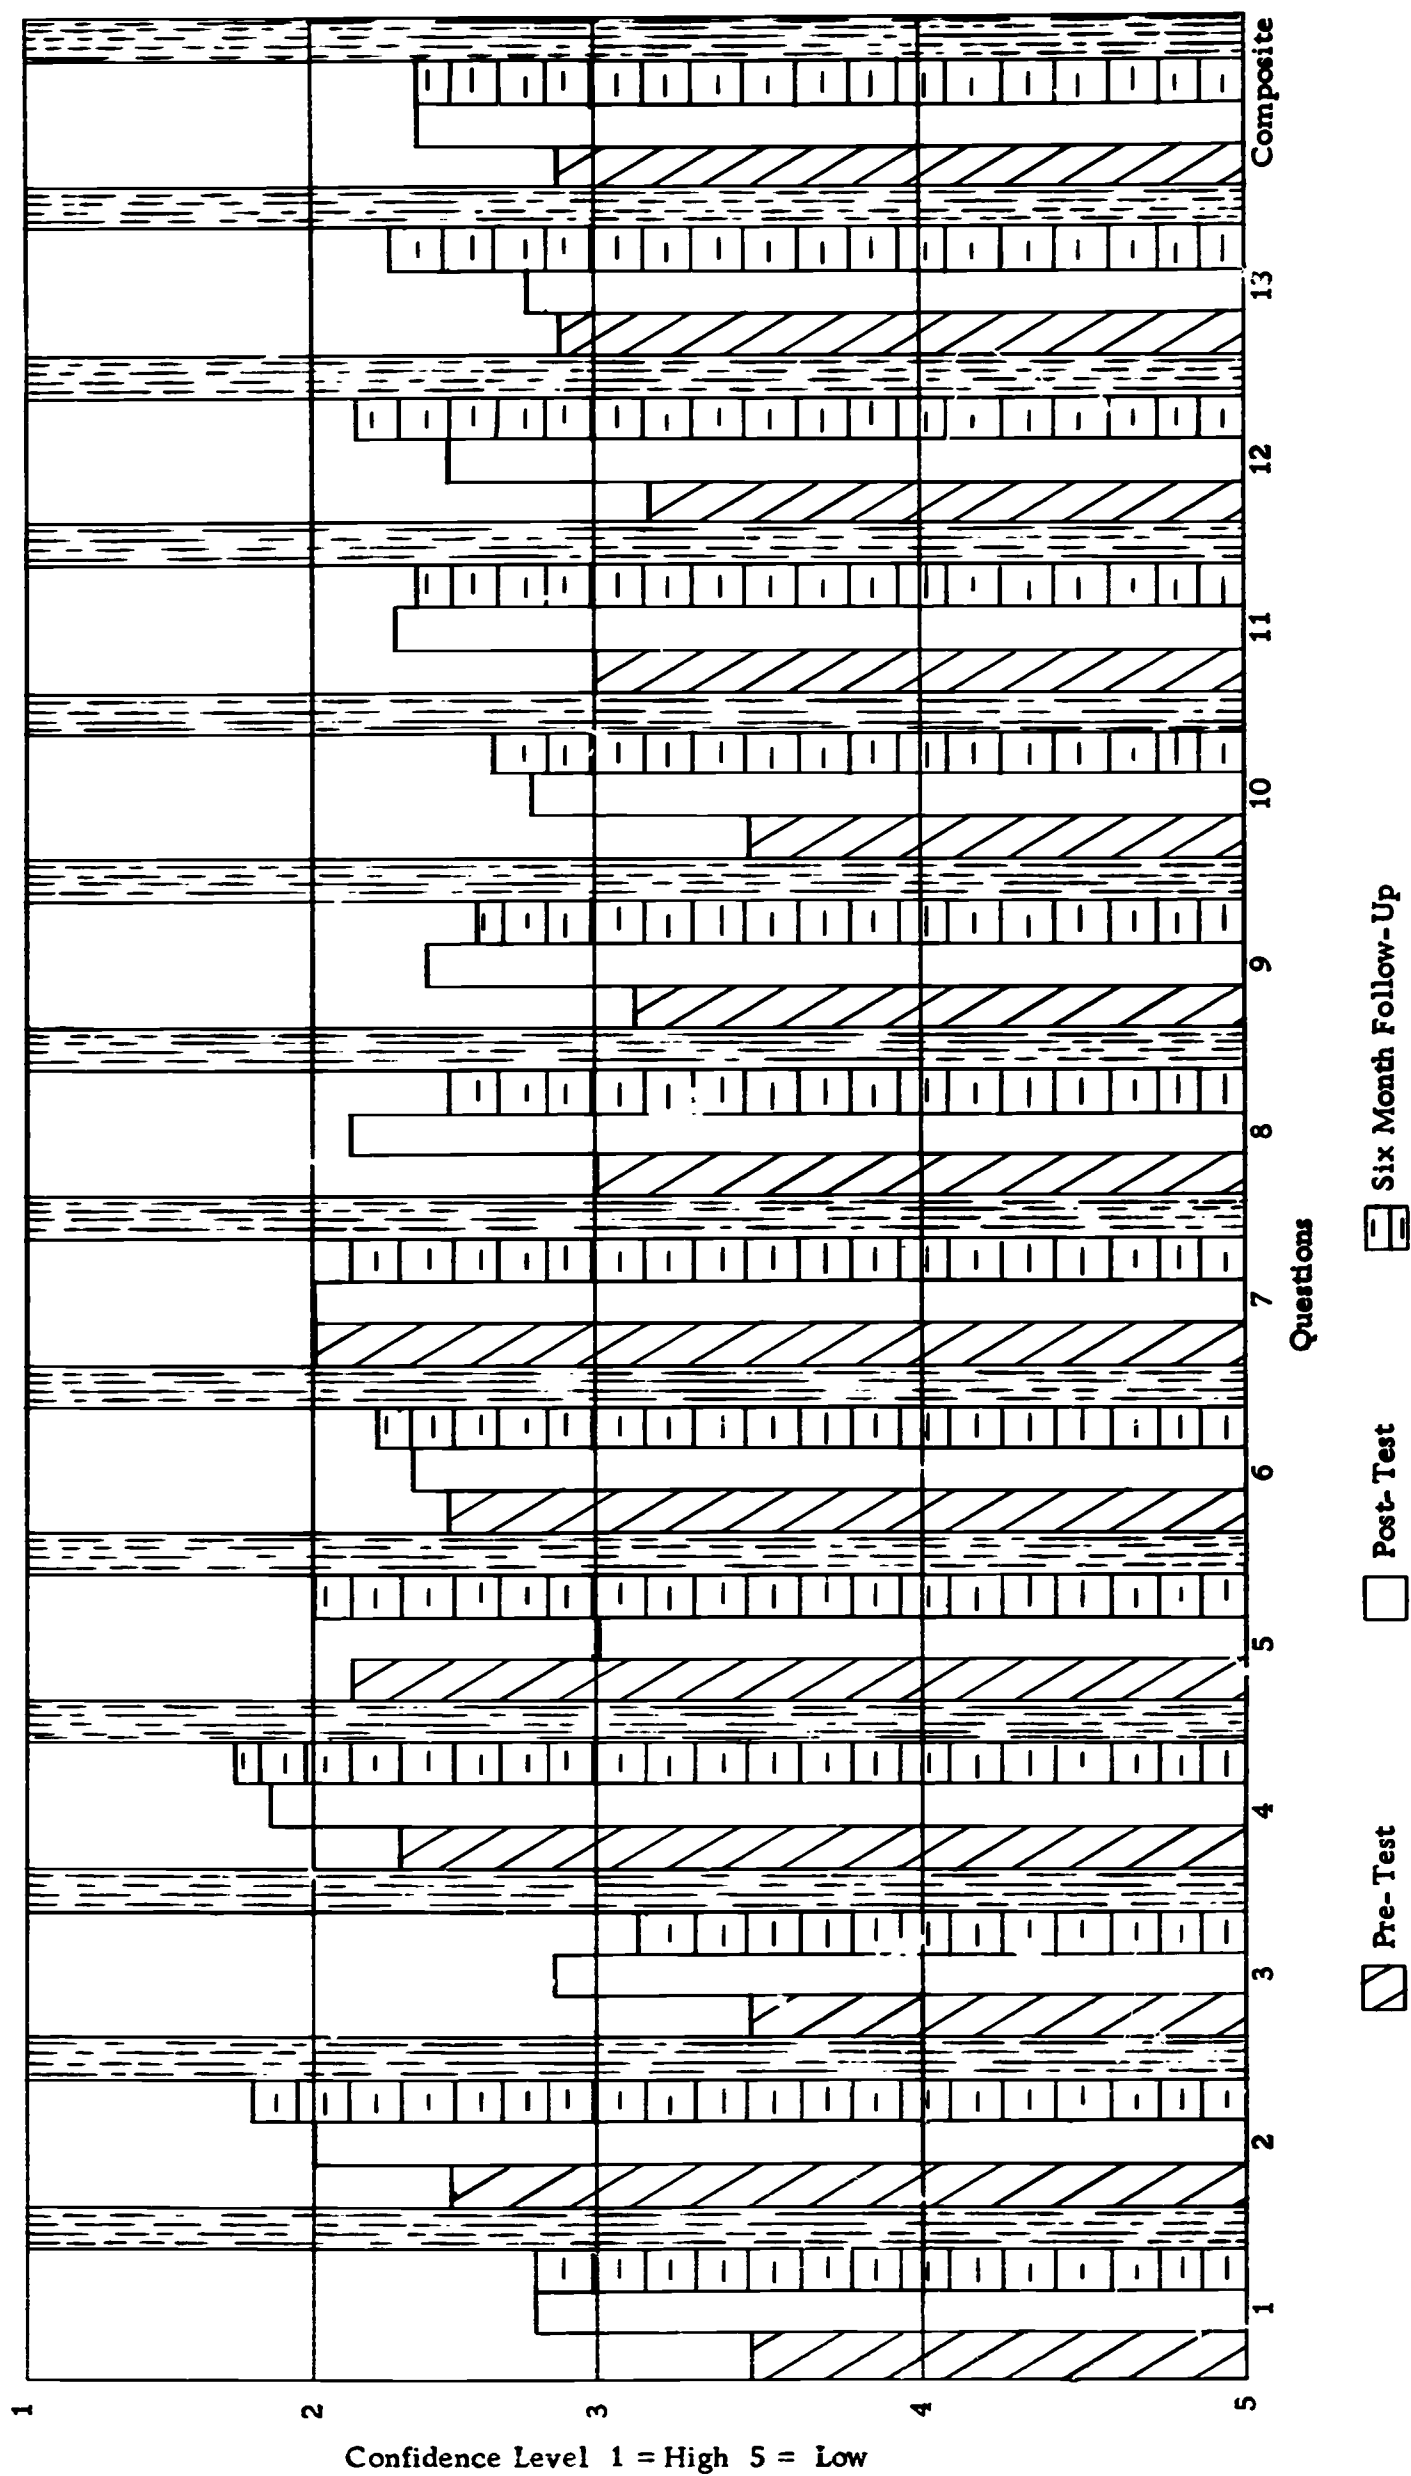 Confidence Level 1 = High 5 = Low
1
2
3
4
5
1 2 3 4 5 6 7 8 9 10 11 12 13 Composite
Questions
Pre-Test Post-Test Six Month Follow-Up